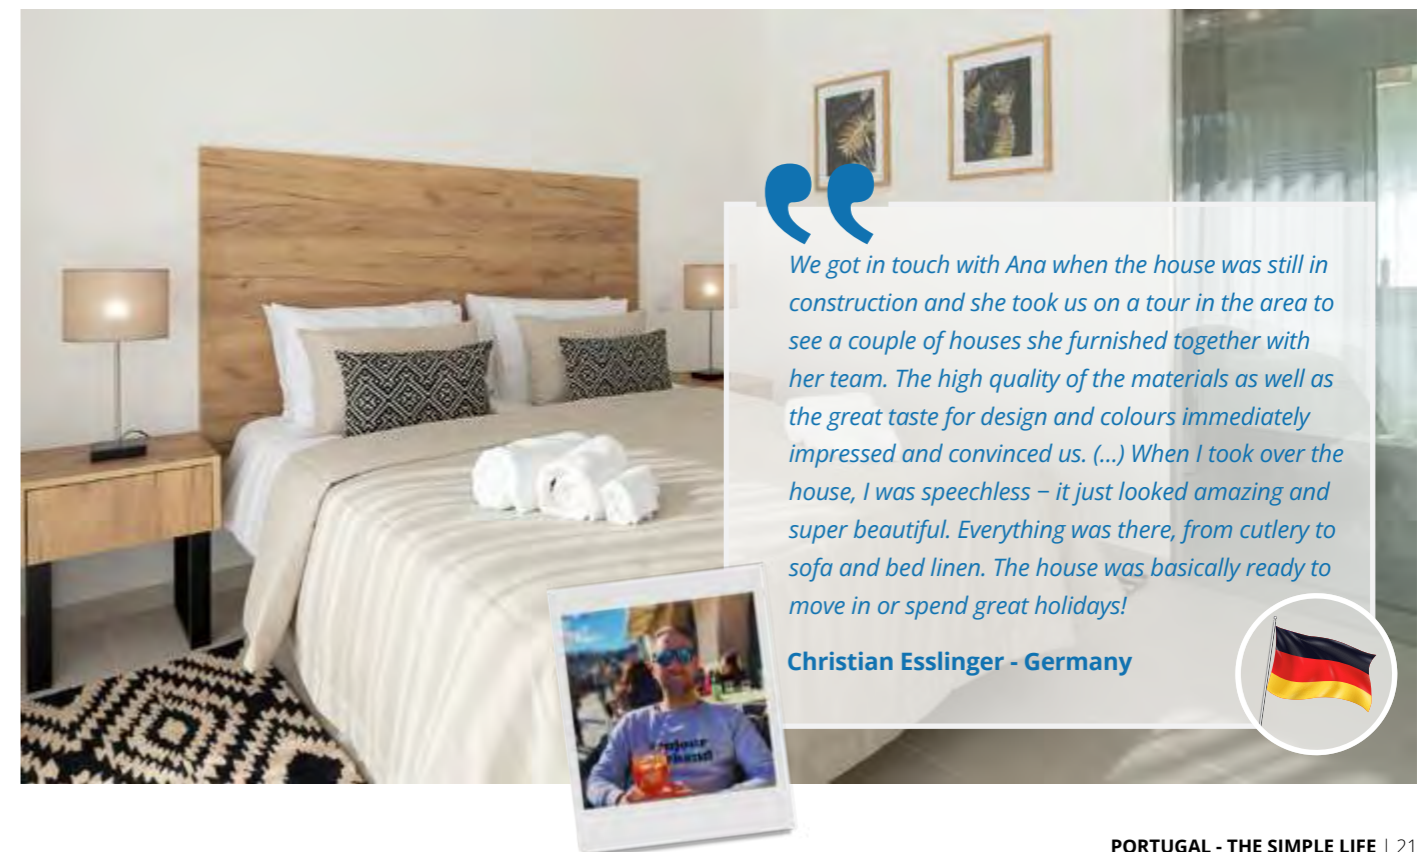 We got in touch with Ana when the house was still in
construction and she took us on a tour in the area to
see a couple of houses she furnished together with
her team. The high quality of the materials as well as
the great taste for design and colours immediately
impressed and convinced us. (...) When I took over the
house, I was speechless – it just looked amazing and
super beautiful. Everything was there, from cutlery to
sofa and bed linen. The house was basically ready to
move in or spend great holidays!
Christian Esslinger - Germany
PORTUGAL - THE SIMPLE LIFE | 21